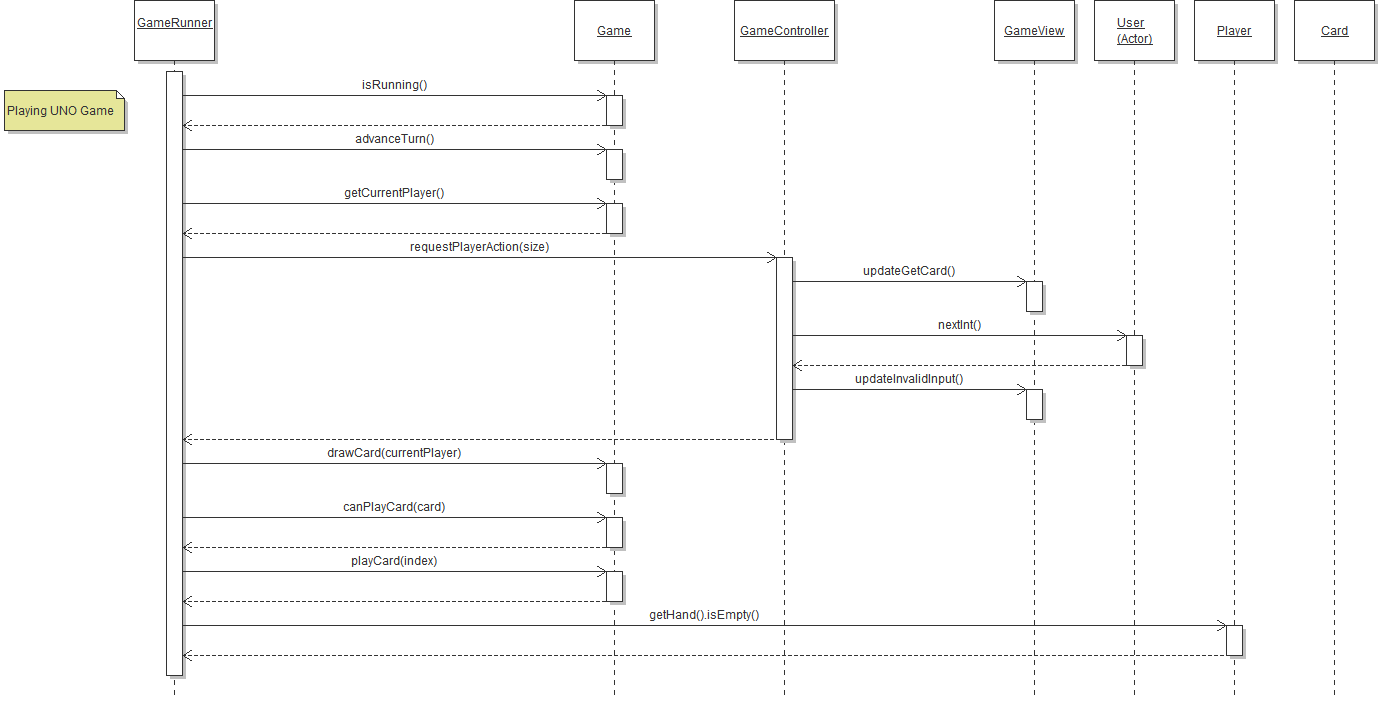 GameRunner
Game
GameController
GameView
User
(Actor)
Player
Card
Playing UNO Game
isRunning()
advanceTurn()
getCurrentPlayer()
requestPlayerAction(size)
updateGetCard()
nextInt()
updateInvalidInput()
drawCard(currentPlayer)
canPlayCard(card)
playCard(index)
getHand().isEmpty()